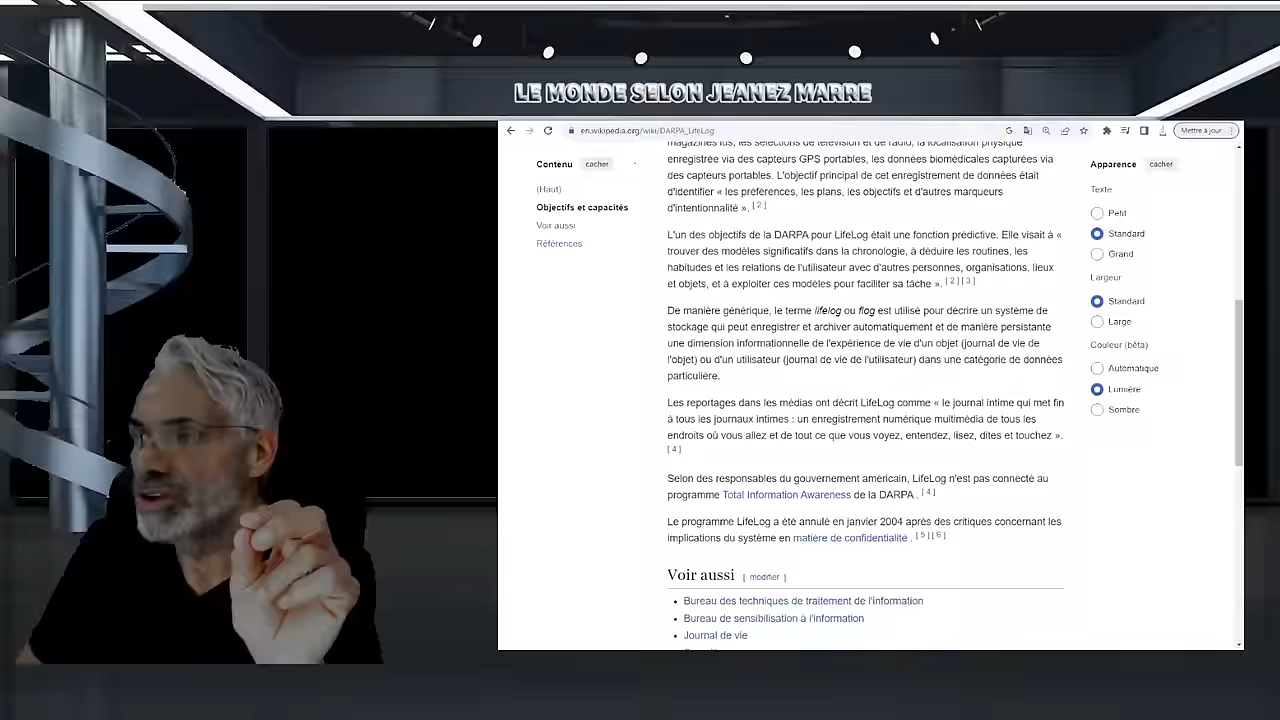 LE MONDE SELON JEANEZ MARRE
en.wikipedia.org/wiki/DARPA_LifeLog
Mettre à jour
Contenu cacher
(Haut)
Objectifs et capacités
Voir aussi
Références
magazines lus, les sélections de télévision et de radio, la localisation physique
enregistrée via des capteurs GPS portables, les données biomédicales capturées via
des capteurs portables. L'objectif principal de cet enregistrement de données était
d'identifier « les préférences, les plans, les objectifs et d'autres marqueurs
d'intentionnalité ». [ 2 ]
L'un des objectifs de la DARPA pour LifeLog était une fonction prédictive. Elle visait à «
trouver des modèles significatifs dans la chronologie, à déduire les routines, les
habitudes et les relations de l'utilisateur avec d'autres personnes, organisations, lieux
et objets, et à exploiter ces modèles pour faciliter sa tâche ». [ 2 ] [ 3 ]
De manière générique, le terme lifelog ou flog est utilisé pour décrire un système de
stockage qui peut enregistrer et archiver automatiquement et de manière persistante
une dimension informationnelle de l'expérience de vie d'un objet (journal de vie de
l'objet) ou d'un utilisateur (journal de vie de l'utilisateur) dans une catégorie de données
particulière.
Les reportages dans les médias ont décrit LifeLog comme « le journal intime qui met fin
à tous les journaux intimes : un enregistrement numérique multimédia de tous les
endroits où vous allez et de tout ce que vous voyez, entendez, lisez, dites et touchez ».
[ 4 ]
Selon des responsables du gouvernement américain, LifeLog n'est pas connecté au
programme Total Information Awareness de la DARPA . [ 4 ]
Le programme LifeLog a été annulé en janvier 2004 après des critiques concernant les
implications du système en matière de confidentialité . [ 5 ] [ 6 ]
Voir aussi [ modifier ]
Bureau des techniques de traitement de l'information
Bureau de sensibilisation à l'information
Journal de vie
Apparence cacher
Texte
Petit
Standard
Grand
Largeur
Standard
Large
Couleur (bêta)
Automatique
Lumière
Sombre